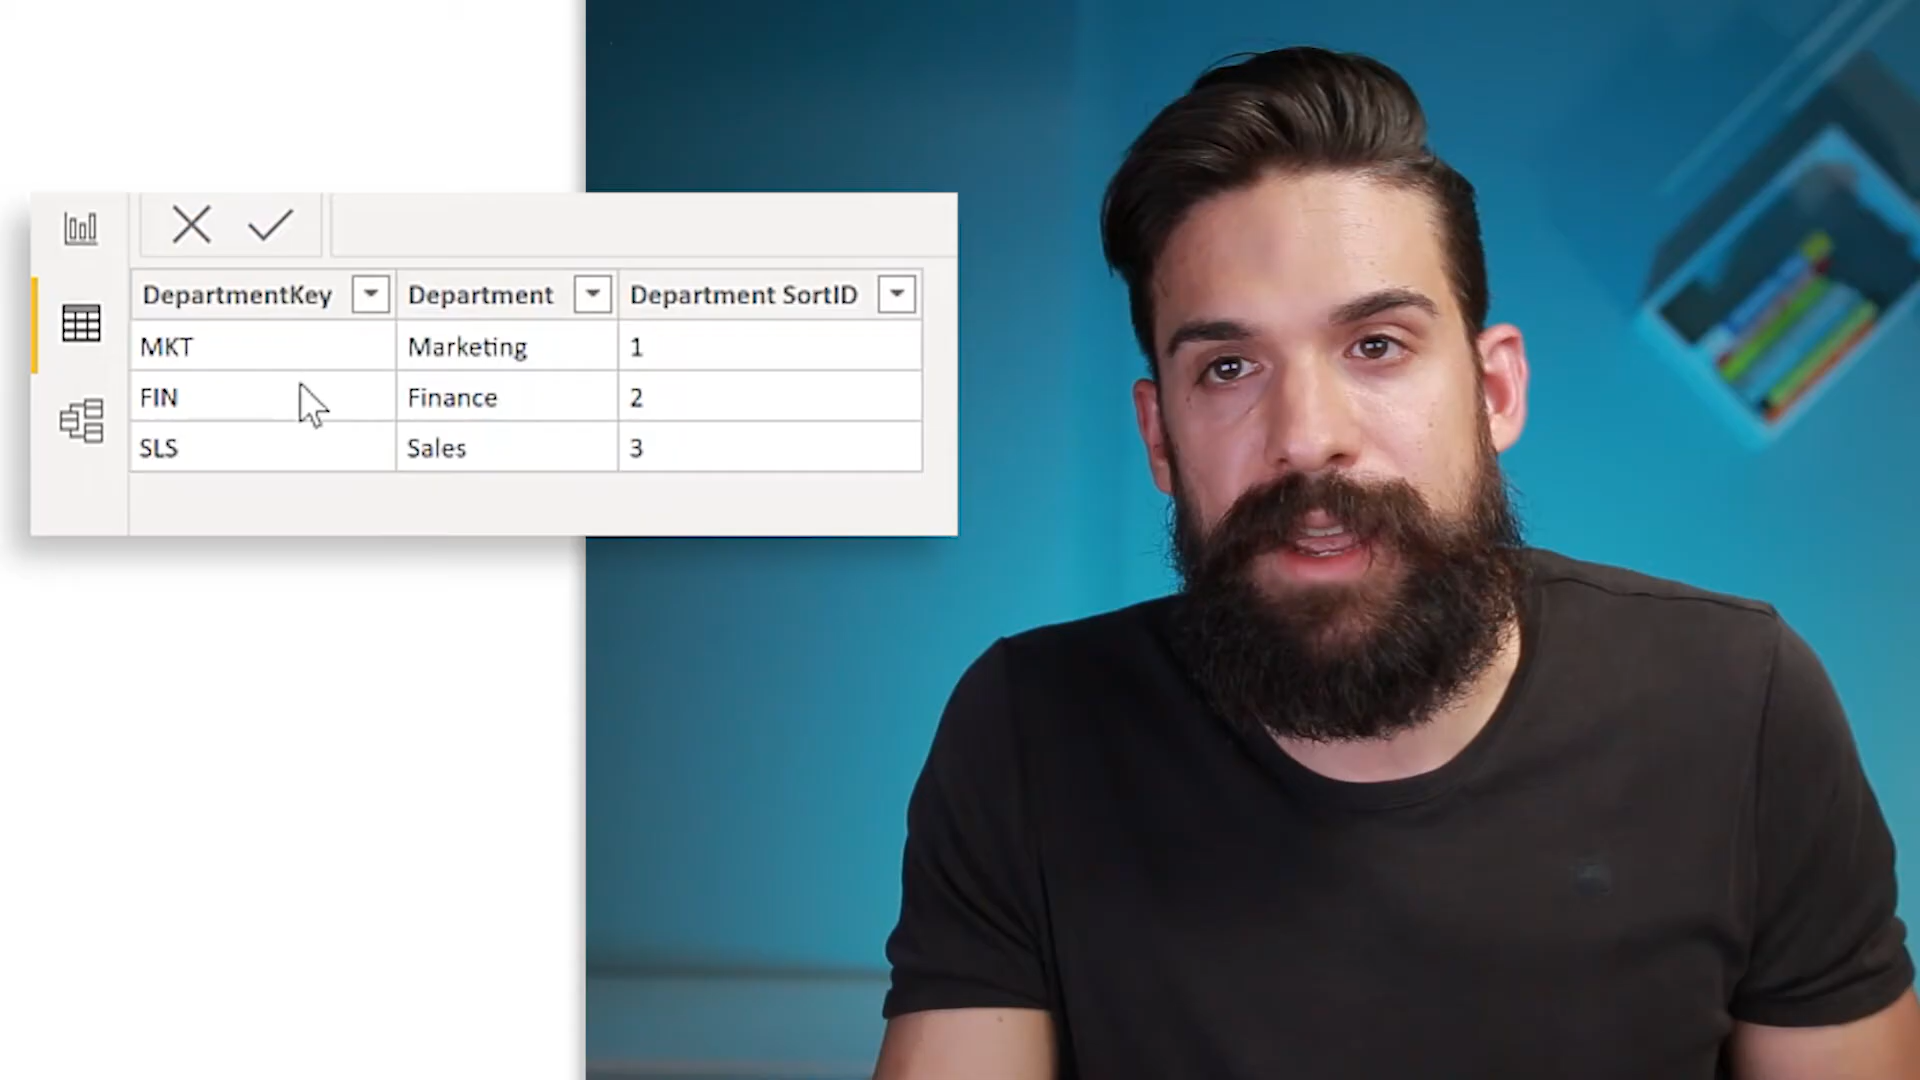 DepartmentKey Department Department SortID
MKT Marketing 1
FIN Finance 2
SLS Sales 3